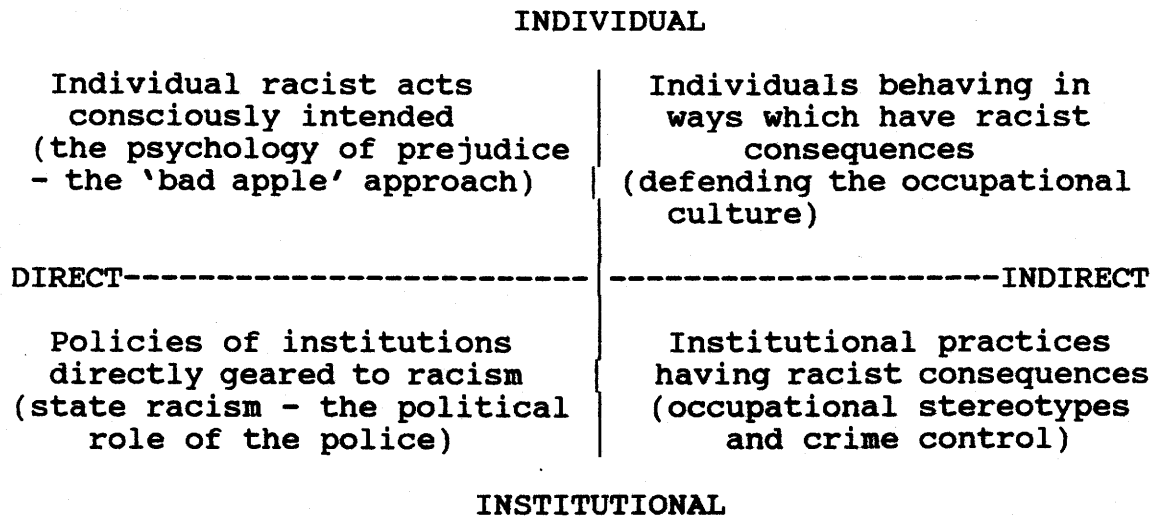 INDIVIDUAL
Individual racist acts
consciously intended
(the psychology of prejudice
- the 'bad apple' approach)
Individuals behaving in
ways which have racist
consequences
(defending the occupational
culture)
DIRECT-------------------------|---------------------INDIRECT
Policies of institutions
directly geared to racism
(state racism - the political
role of the police)
Institutional practices
having racist consequences
(occupational stereotypes
and crime control)
INSTITUTIONAL